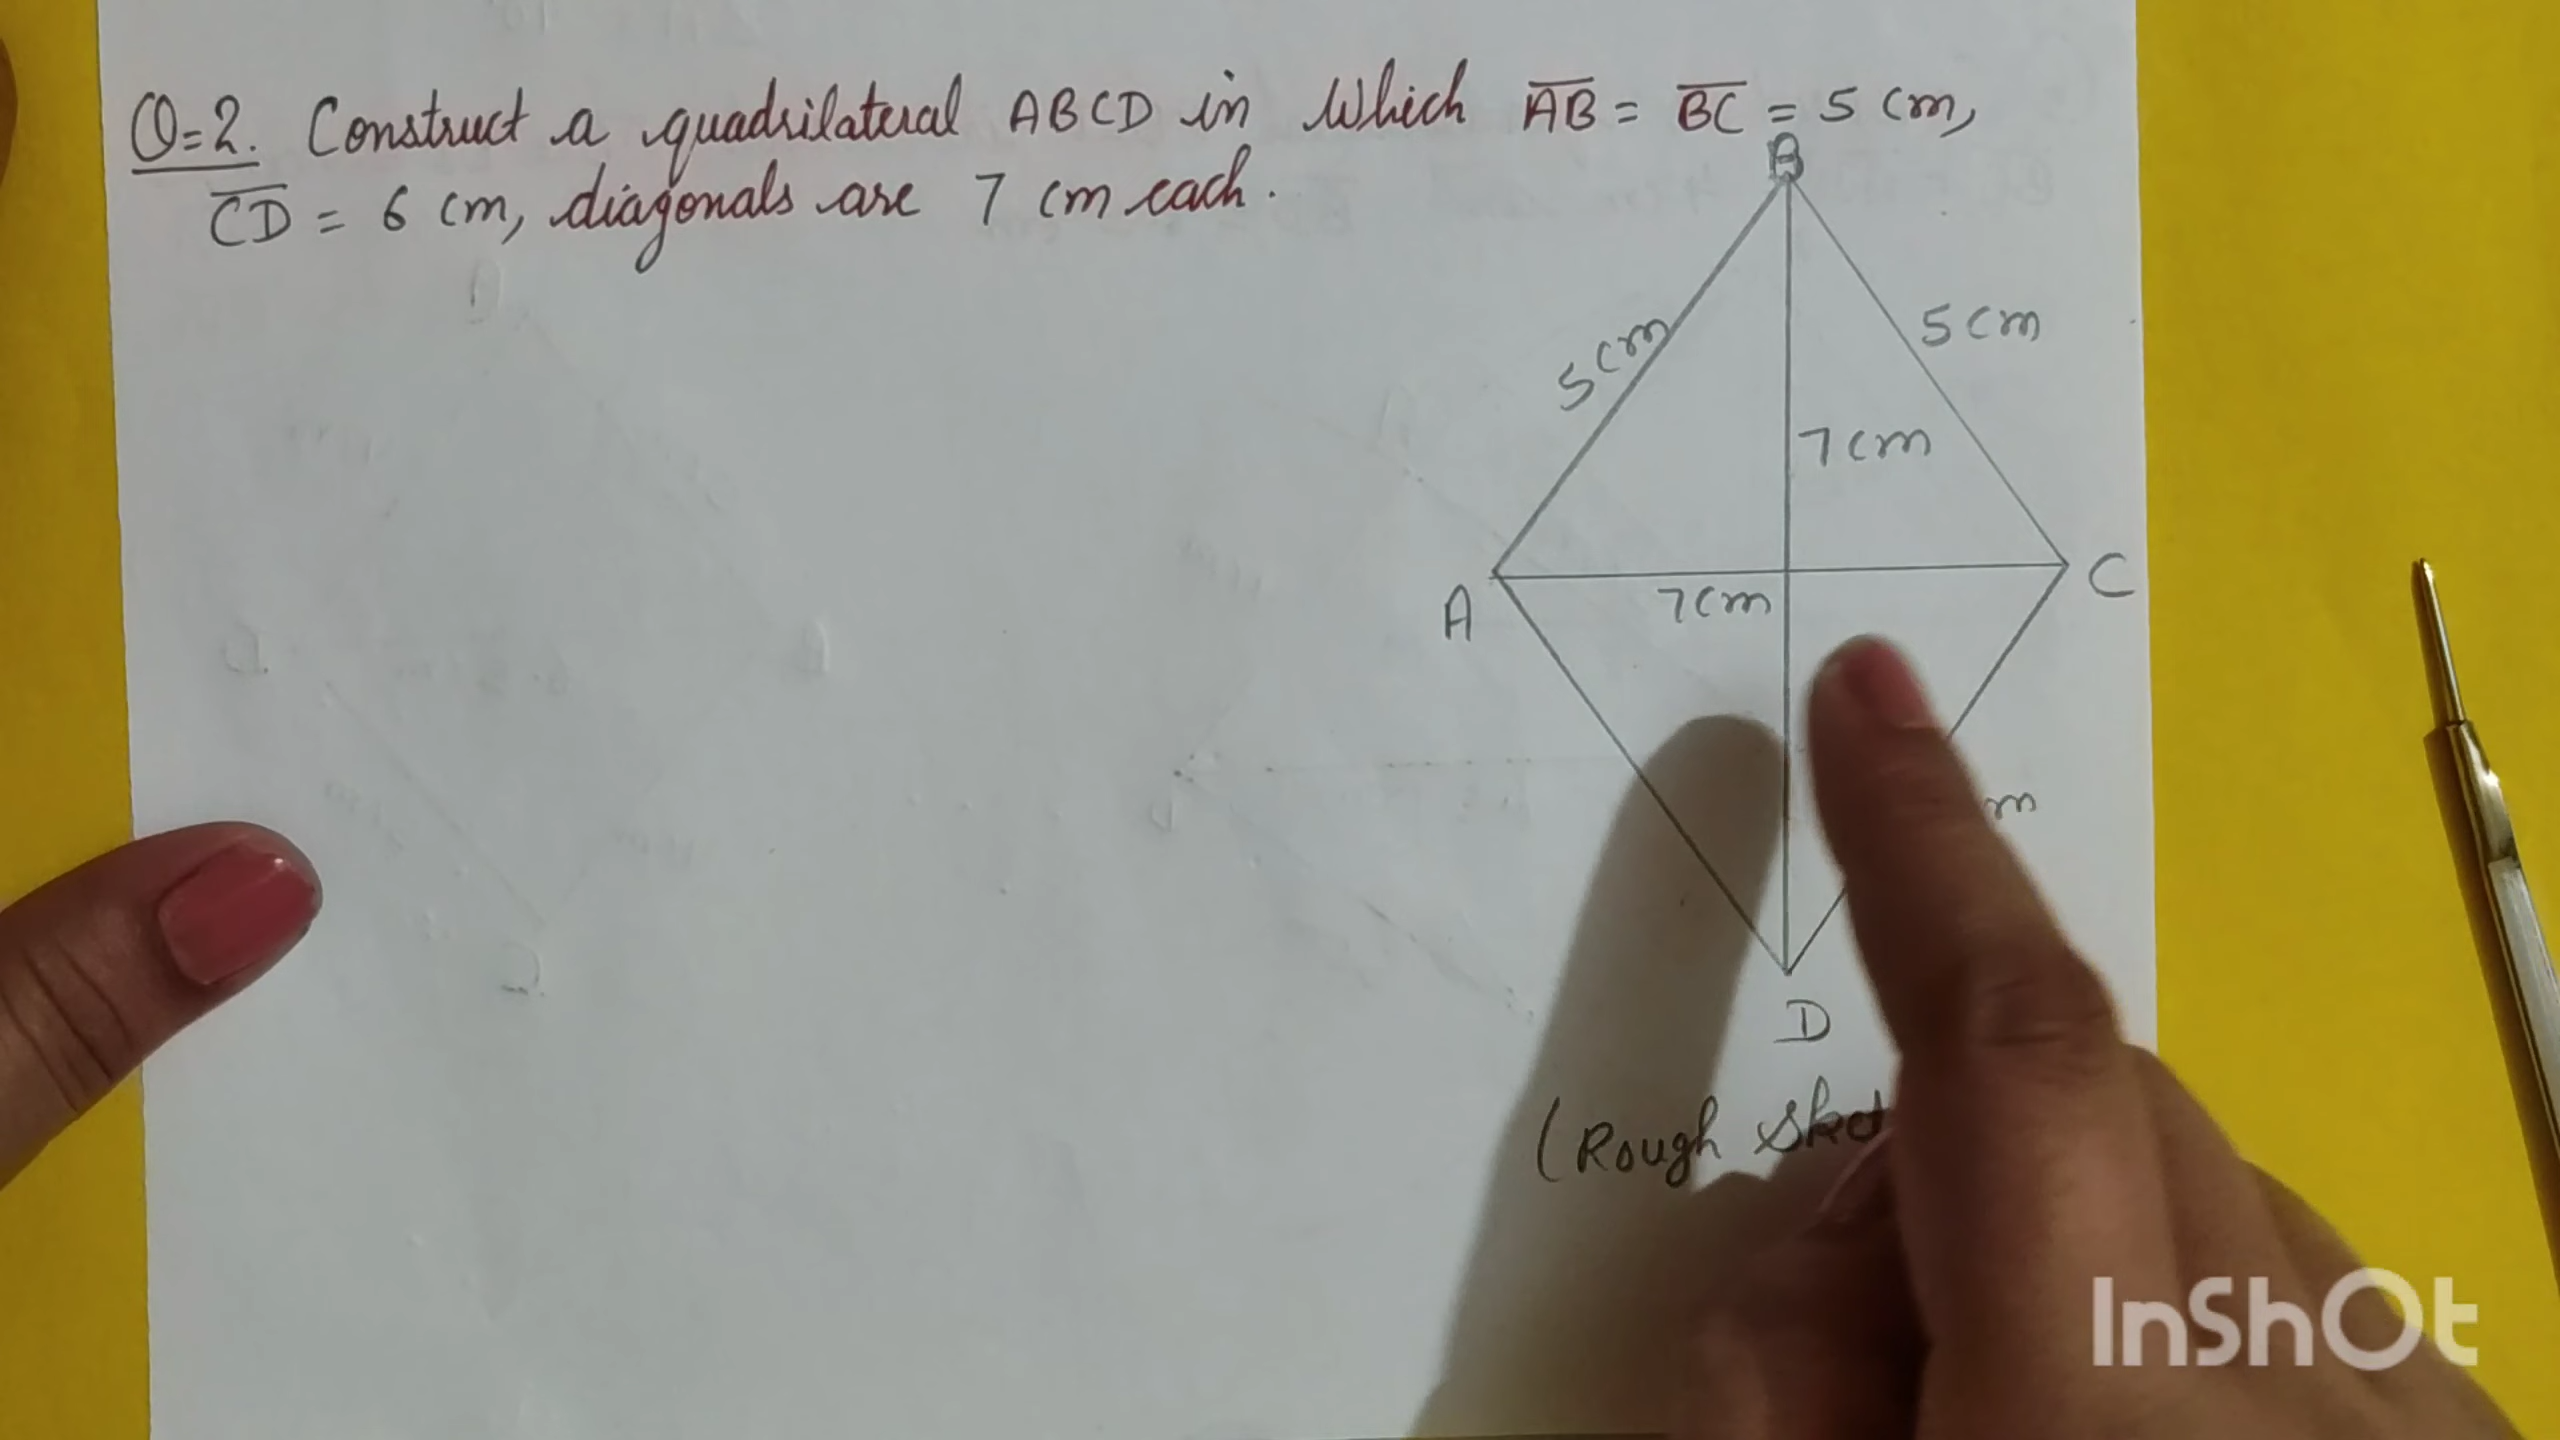 Q=2. Construct a quadrilateral ABCD in which AB = BC = 5 cm,
CD = 6 cm, diagonals are 7 cm each.
B
5cm
5cm
7cm
A
7cm
C
m
D
(Rough Sket
InShOt